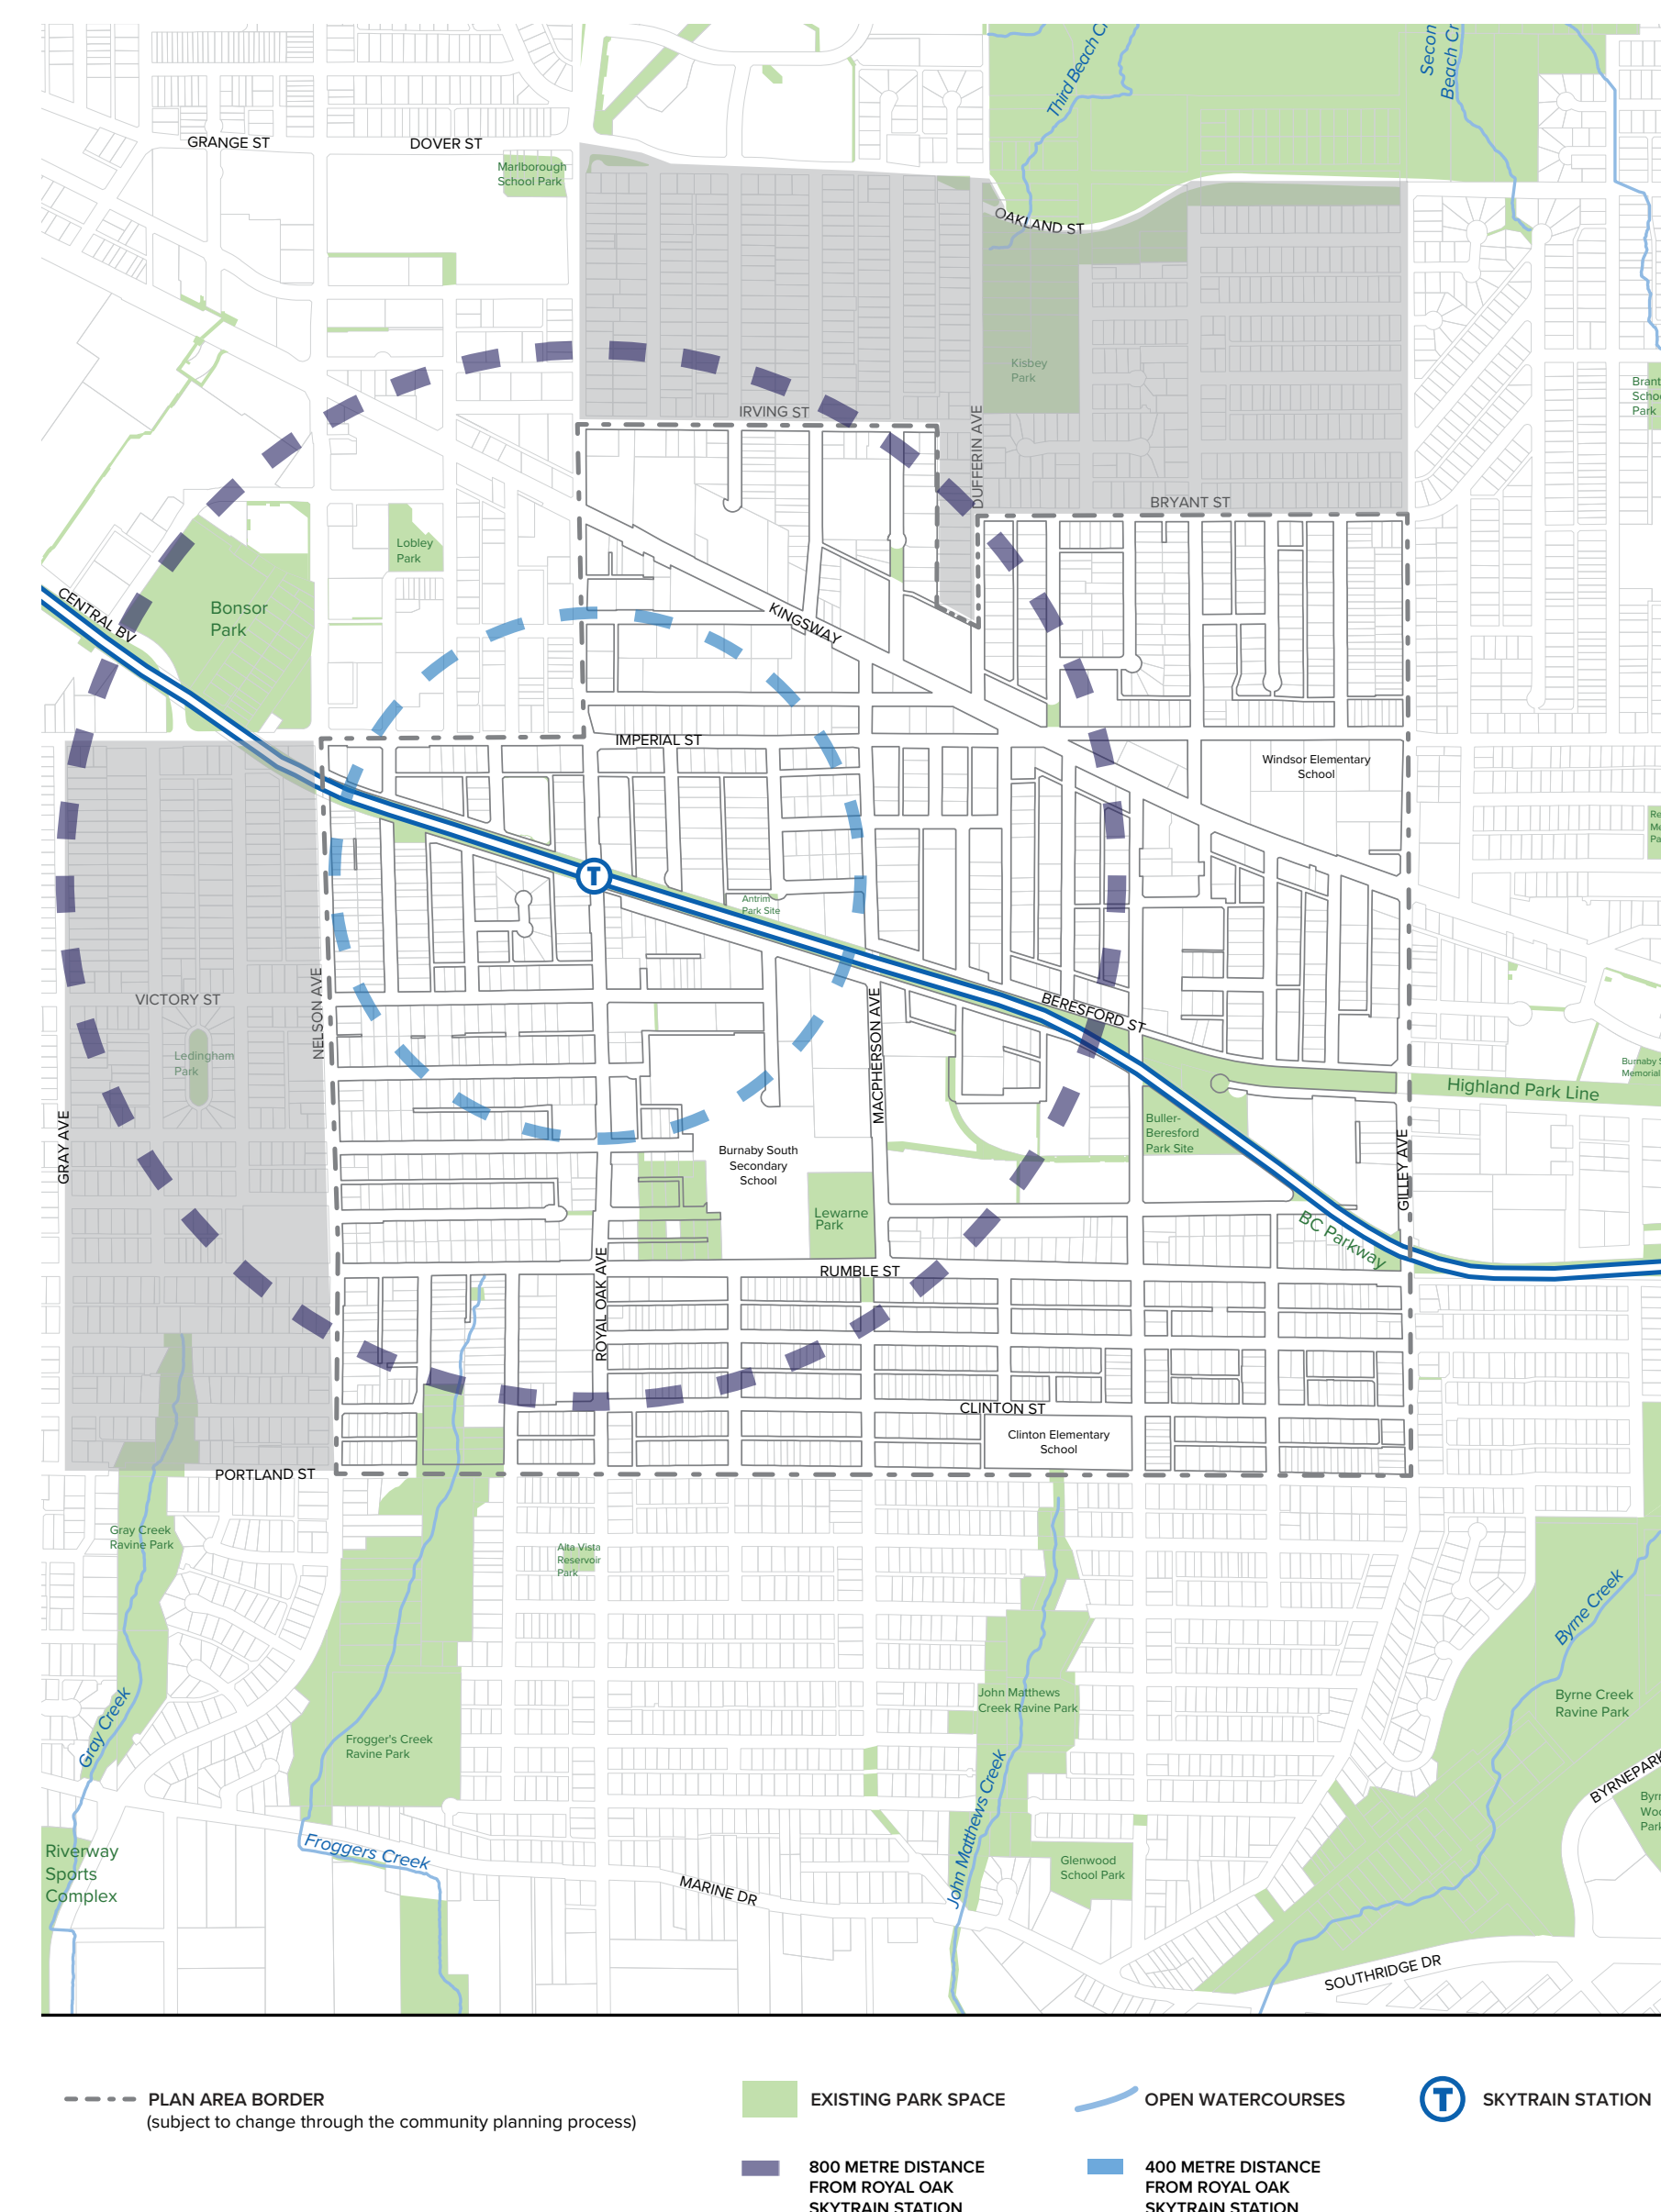 Third Beach Cr
Secon
Beach Cr
GRANGE ST
DOVER ST
Marlborough
School Park
OAKLAND ST
Kisbey
Park
Brant
Scho
Park
IRVING ST
DUFFERIN AVE
BRYANT ST
Lobley
Park
CENTRAL BV
Bonsor
Park
KINGSWAY
IMPERIAL ST
Windsor Elementary
School
Re
Me
Pa
T
Antrim
Park Site
VICTORY ST
NELSON AVE
MACPHERSON AVE
BERESFORD ST
Ledingham
Park
Burnaby S
Memorial
Highland Park Line
GRAY AVE
Buller-
Beresford
Park Site
GILLEY AVE
Burnaby South
Secondary
School
Lewarne
Park
BC Parkway
ROYAL OAK AVE
RUMBLE ST
CLINTON ST
Clinton Elementary
School
PORTLAND ST
Gray Creek
Ravine Park
Alta Vista
Reservoir
Park
Byrne Creek
John Matthews
Creek Ravine Park
Byrne Creek
Ravine Park
Gray Creek
Frogger's Creek
Ravine Park
John Matthews Creek
BYRNEPARK
Byrn
Woo
Park
Riverway
Sports
Complex
Froggers Creek
Glenwood
School Park
MARINE DR
SOUTHRIDGE DR
PLAN AREA BORDER
(subject to change through the community planning process)
EXISTING PARK SPACE
OPEN WATERCOURSES
T
SKYTRAIN STATION
800 METRE DISTANCE
FROM ROYAL OAK
SKYTRAIN STATION
400 METRE DISTANCE
FROM ROYAL OAK
SKYTRAIN STATION